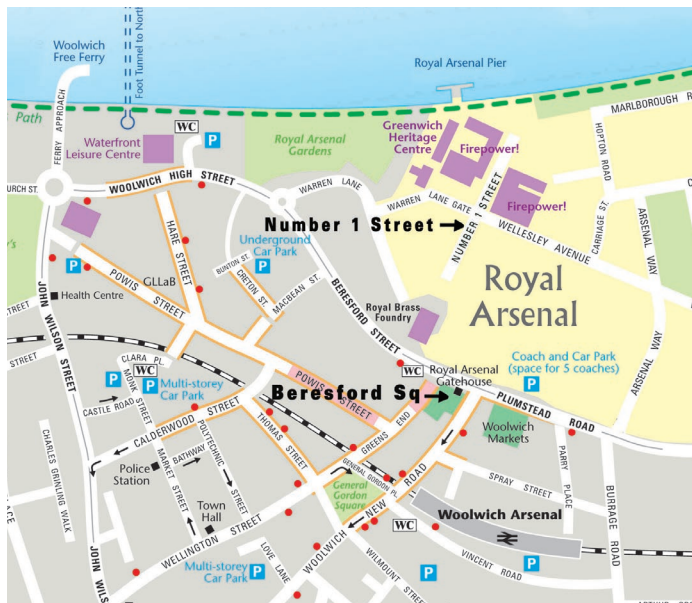 Woolwich
Free Ferry
Foot Tunnel to North
Royal Arsenal Pier
Path
FERRY APPROACH
Waterfront
Leisure Centre
WC
P
Royal Arsenal
Gardens
Greenwich
Heritage
Centre
Firepower!
MARLBOROUGH R
HOPTON ROAD
URCH ST.
WOOLWICH HIGH STREET
WARREN LANE
WARREN LANE GATE
NUMBER 1 STREET
Firepower!
CARRIAGE ST.
ARSENAL WAY
Number 1 Street
WELLESLEY AVENUE
HARE STREET
Underground
Car Park
P
BUNTON ST.
CRETON ST.
MACBEAN ST.
BERESFORD STREET
P
POWIS STREET
GLLaB
Health Centre
JOHN WILSON STREET
STREET
Royal Brass
Foundry
Royal
Arsenal
ARSENAL WAY
CLARA PL.
WC
P
P
Multi-storey
Car Park
MONK STREET
CASTLE ROAD
CALDERWOOD STREET
POWIS STREET
WC
Royal Arsenal
Gatehouse
Coach and Car Park
(space for 5 coaches)
P
Beresford Sq
PLUMSTEAD ROAD
Woolwich
Markets
GREENS END
THOMAS STREET
CHARLES GRINLING WALK
Police
Station
BATHWAY
MARKET STREET
POLYTECHNIC STREET
Town
Hall
WELLINGTON STREET
GENERAL GORDON PL.
General
Gordon
Square
WOOLWICH NEW ROAD
SPRAY STREET
PARRY PLACE
BURRAGE ROAD
Woolwich Arsenal
WC
VINCENT ROAD
P
P
Multi-storey
Car Park
P
LOVE LANE
WILMOUNT STREET
JOHN WILS